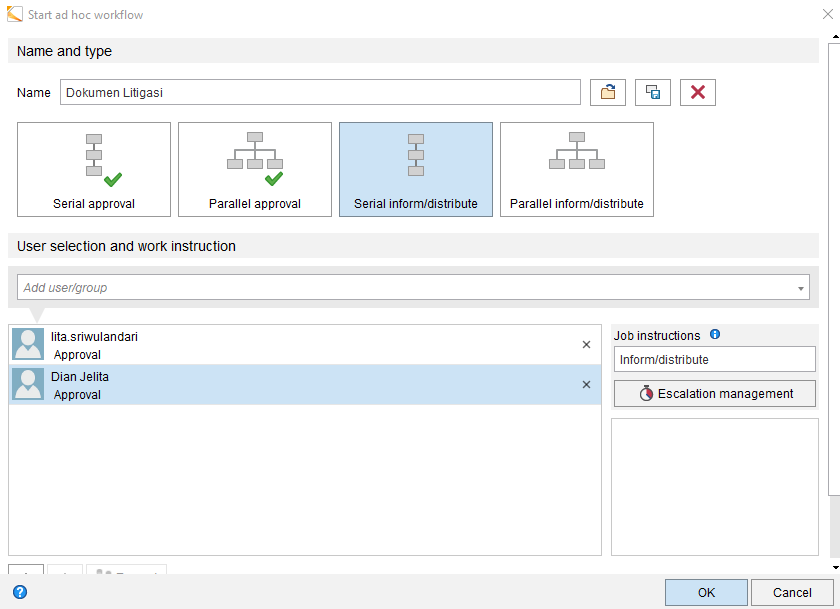 Start ad hoc workflow
Name and type
Name
Dokumen Litigasi
Serial approval
Parallel approval
Serial inform/distribute
Parallel inform/distribute
User selection and work instruction
Add user/group
lita.sriwulandari
Approval
Dian Jelita
Approval
Job instructions
Inform/distribute
Escalation management
OK
Cancel